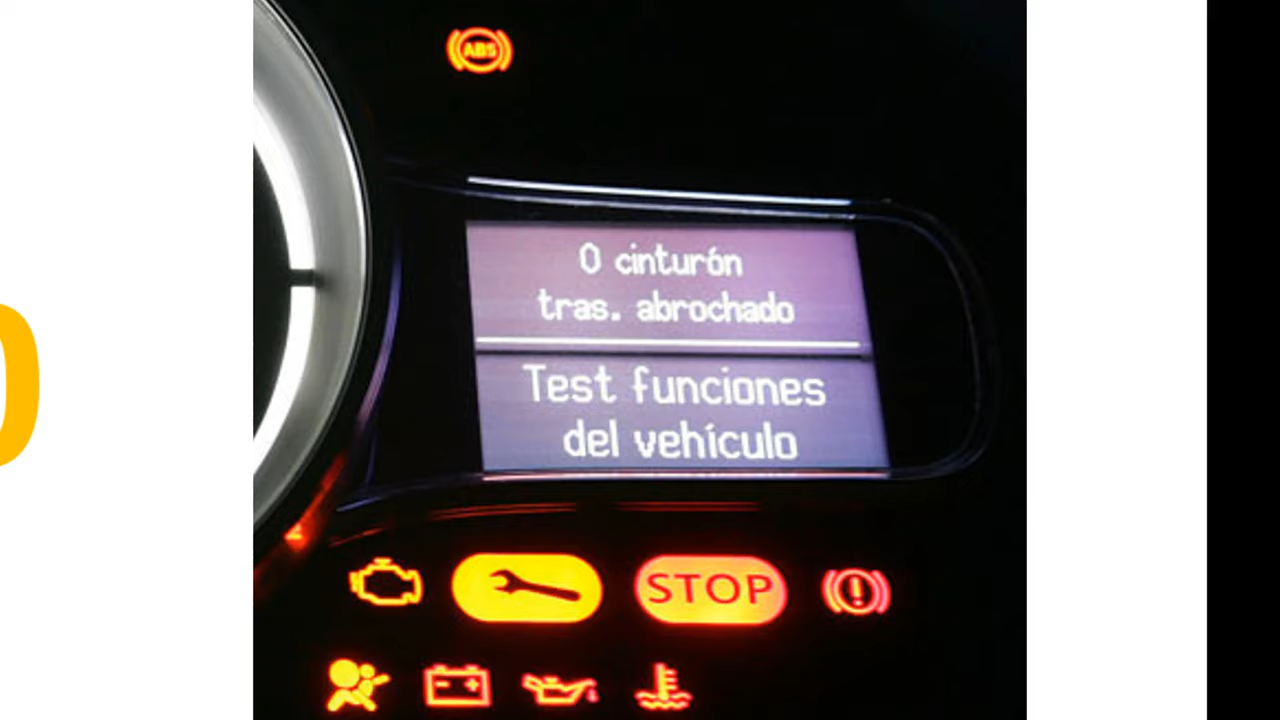 ABS
0 cinturón
tras. abrochado
Test funciones
del vehículo
STOP